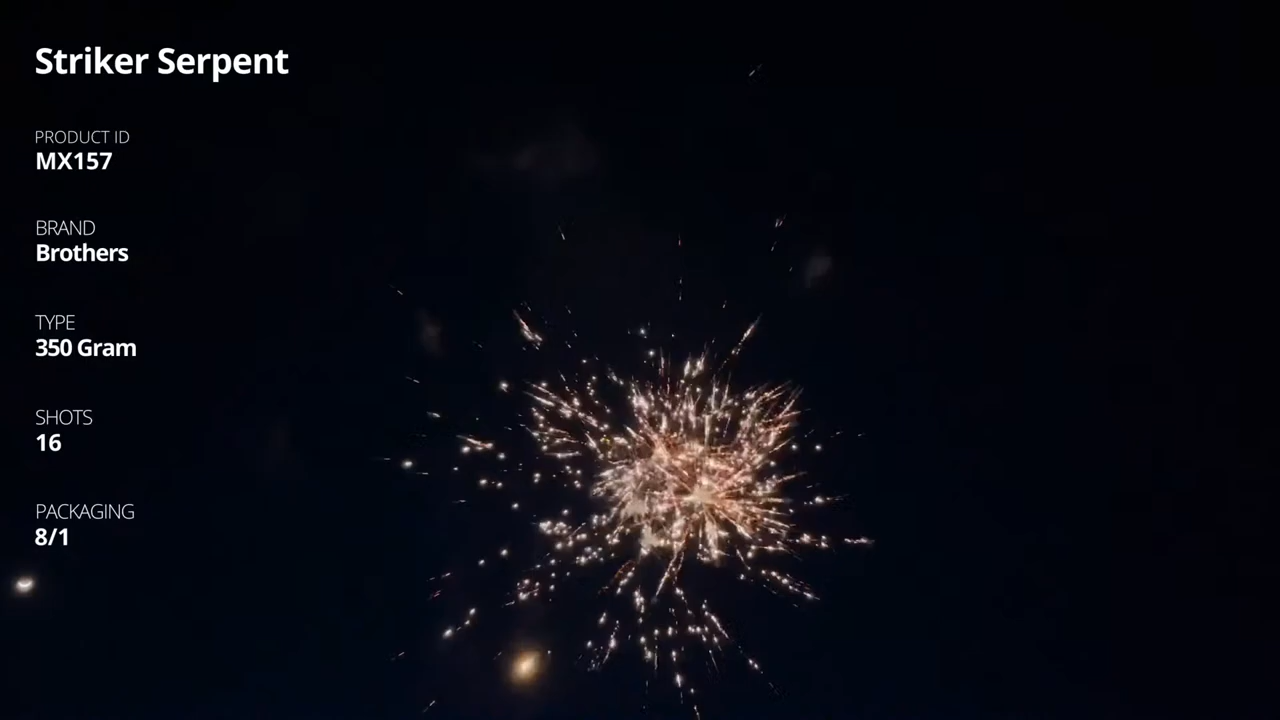 Striker Serpent
PRODUCT ID
MX157
BRAND
Brothers
TYPE
350 Gram
SHOTS
16
PACKAGING
8/1